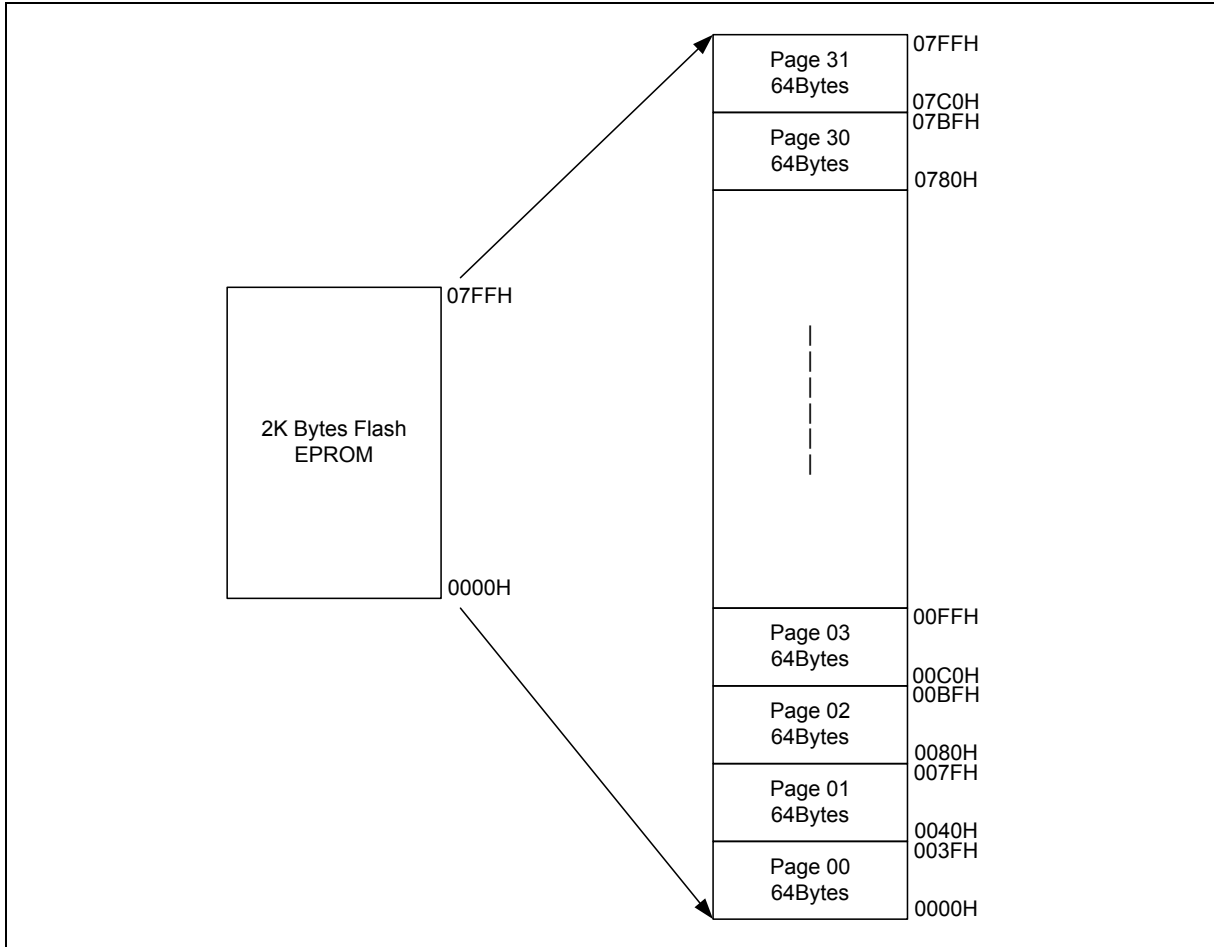 07FFH
Page 31
64Bytes
07C0H
07BFH
Page 30
64Bytes
0780H
07FFH
2K Bytes Flash
EPROM
0000H
00FFH
Page 03
64Bytes
00C0H
00BFH
Page 02
64Bytes
0080H
007FH
Page 01
64Bytes
0040H
003FH
Page 00
64Bytes
0000H